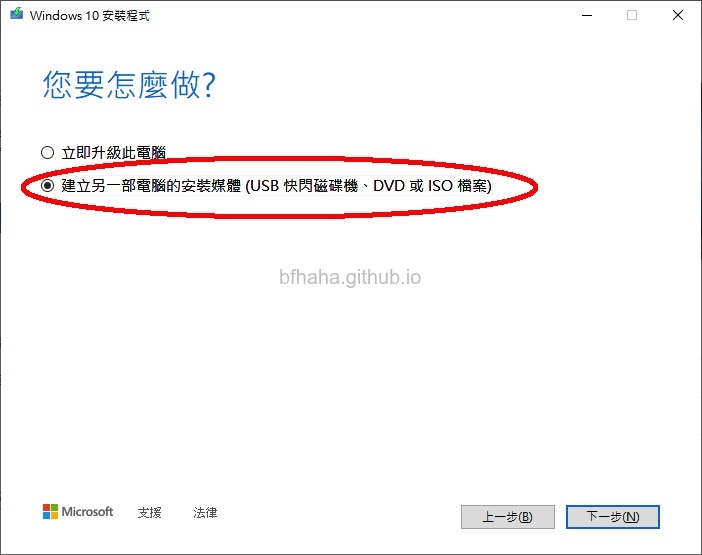 Windows 10 安裝程式
您要怎麼做?
立即升級此電腦
建立另一部電腦的安裝媒體 (USB 快閃磁碟機、DVD 或 ISO 檔案)
bfhaha.github.io
Microsoft 支援 法律 上一步(B) 下一步(N)